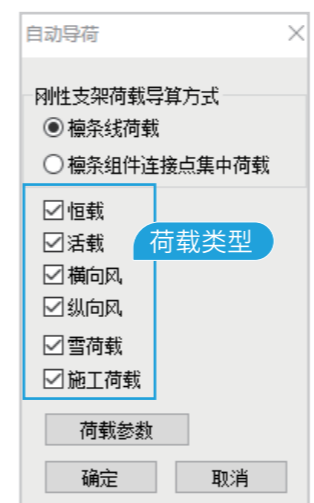 自动导荷
刚性支架荷载导算方式
檩条线荷载
檩条组件连接点集中荷载
恒载
活载
荷载类型
横向风
纵向风
雪荷载
施工荷载
荷载参数
确定 取消